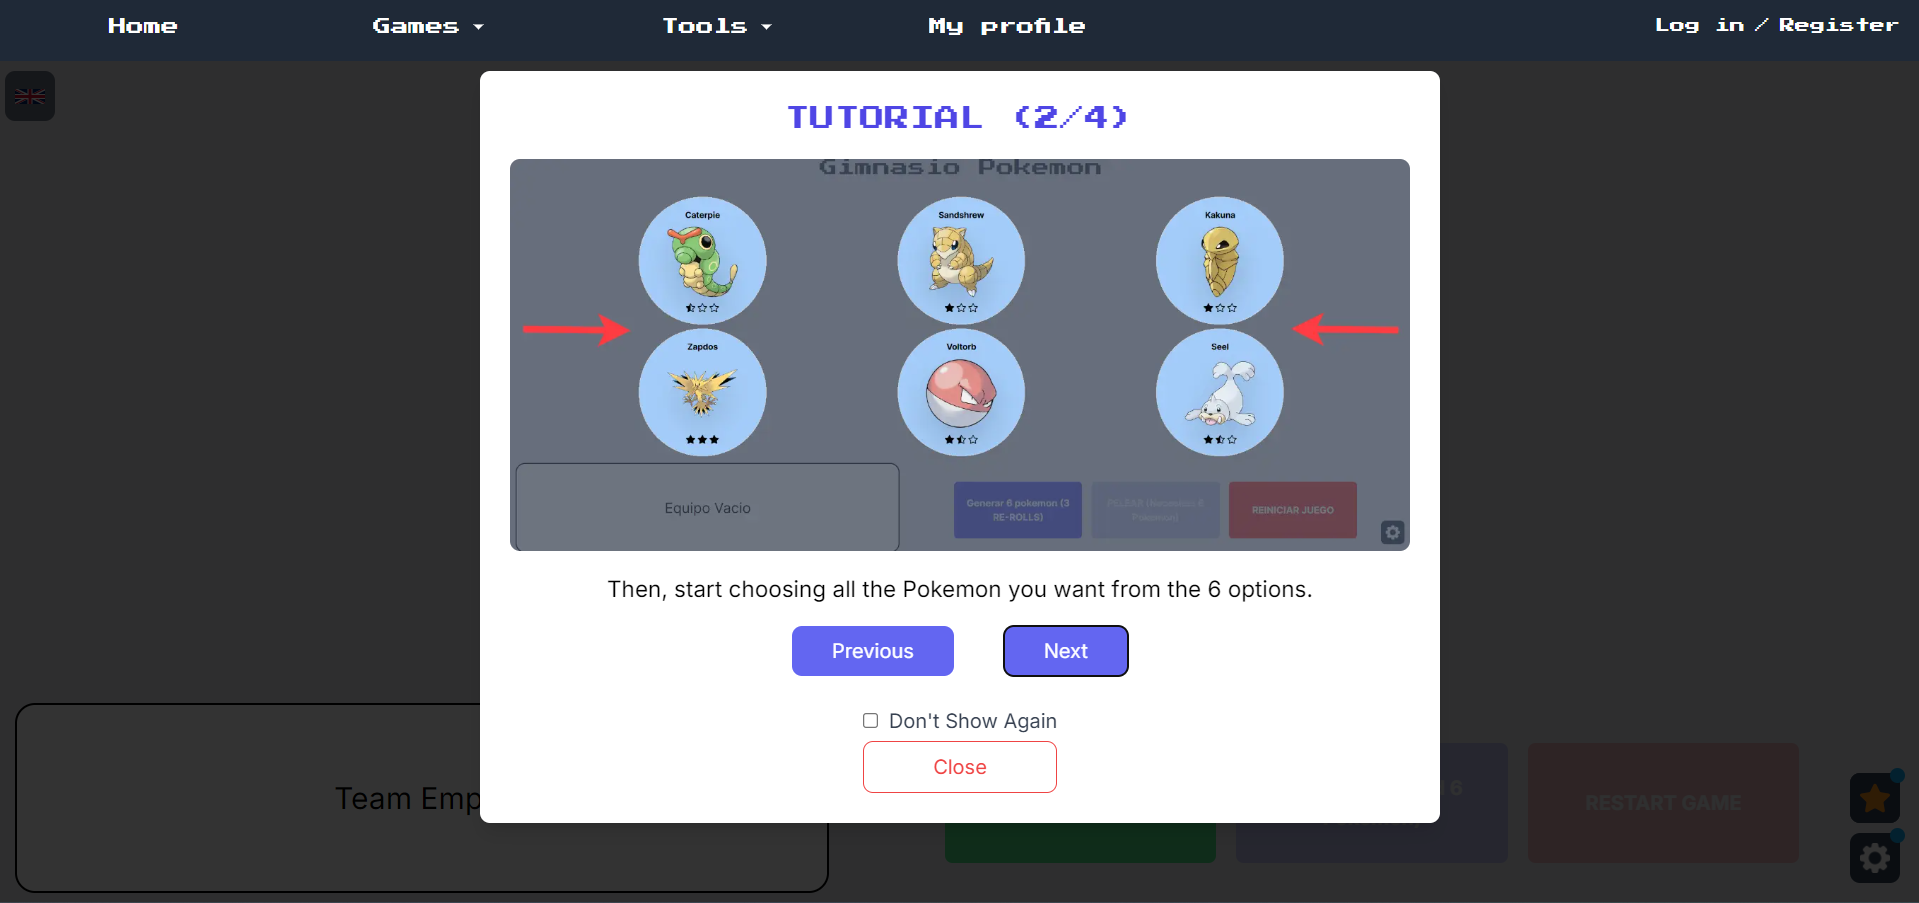 Home
Games
Tools
My profile
Log in / Register
TUTORIAL (2/4)
Gimnasio Pokemon
Caterpie
Sandshrew
Kakuna
Zapdos
Voltorb
Seel
Equipo Vacio
Generar 6 pokemon (3
RE-ROLLS)
REINICIAR JUEGO
Then, start choosing all the Pokemon you want from the 6 options.
Previous
Next
Don't Show Again
Close
Team Emp
6
RESTART GAME